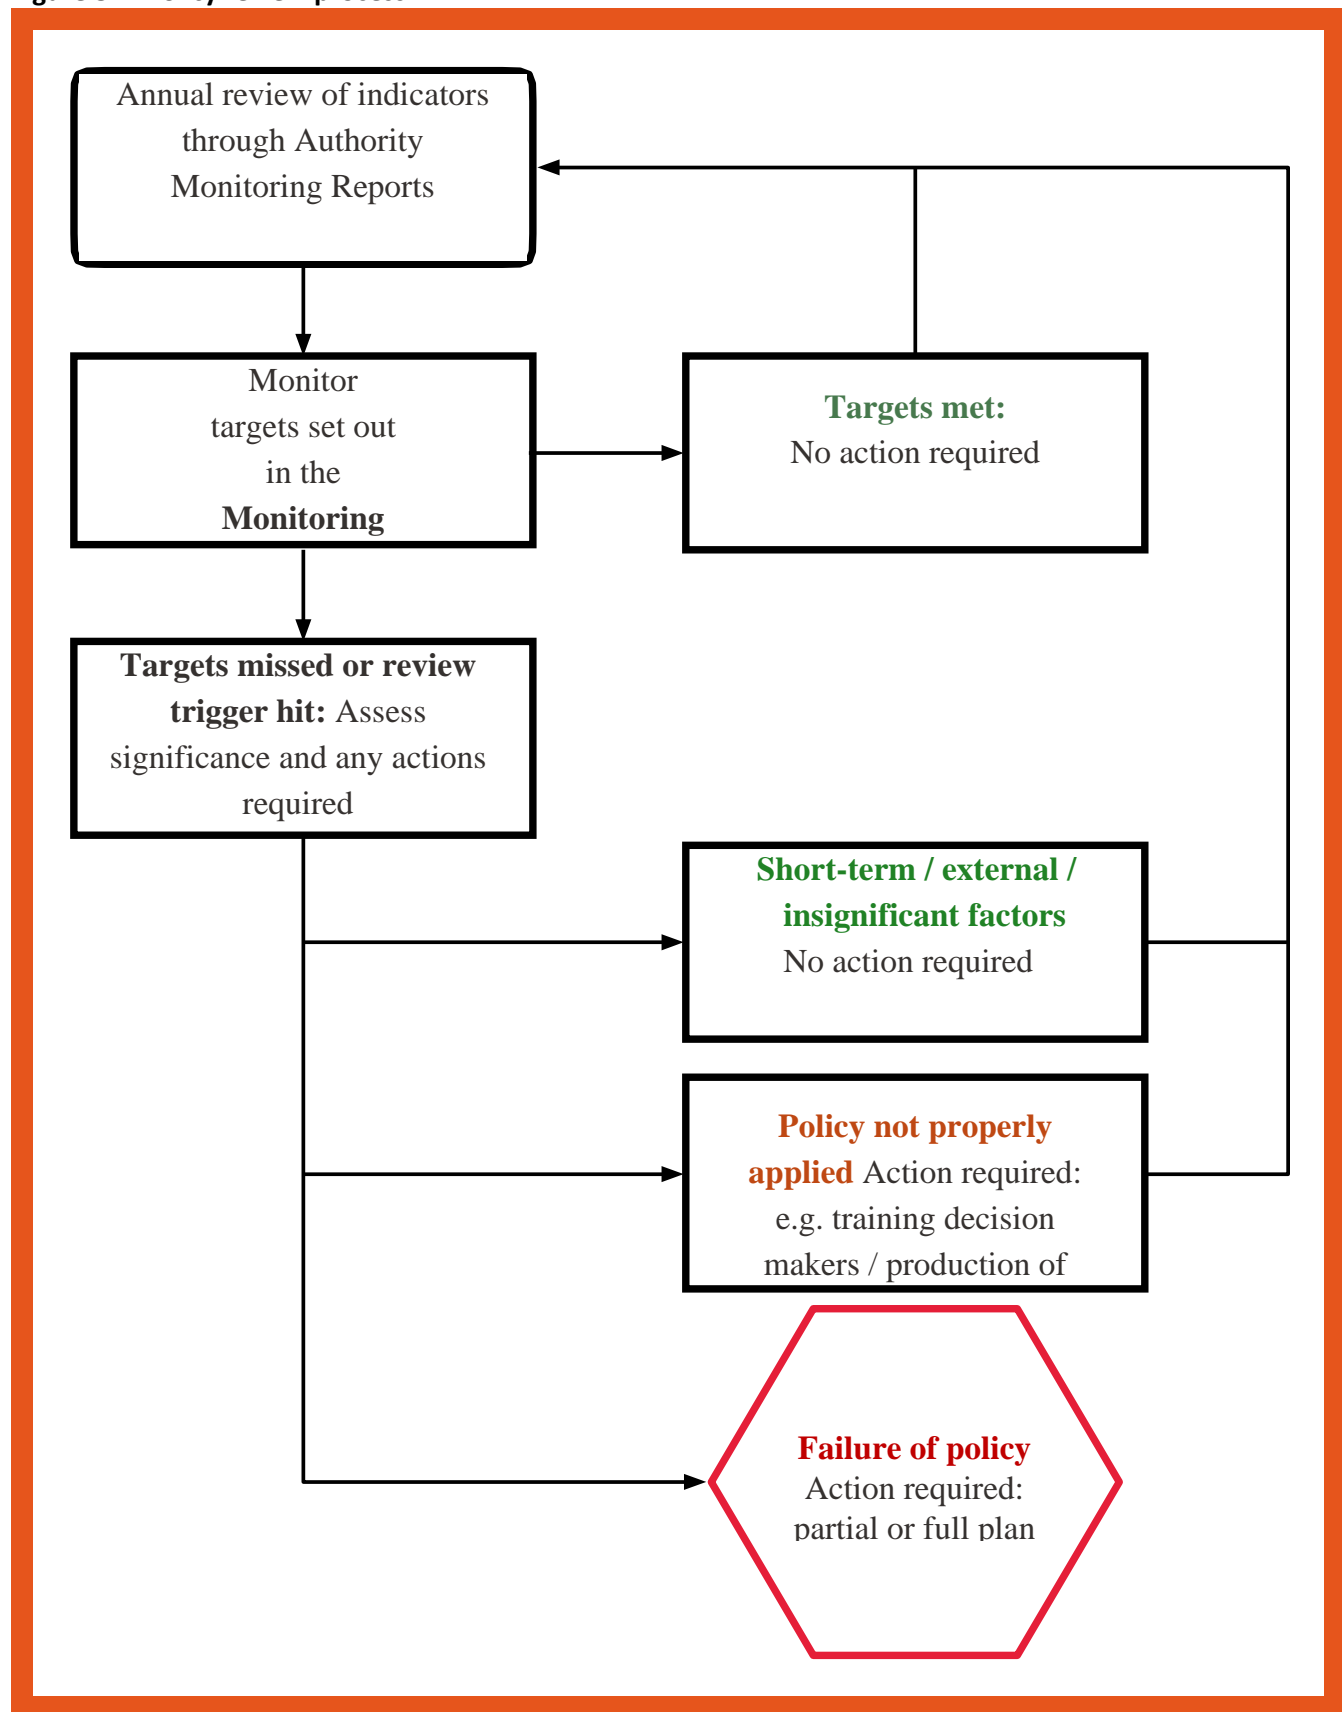 process
Annual review of indicators
through Authority
Monitoring Reports
Monitor
targets set out
in the
Monitoring
Targets met:
No action required
Targets missed or review
trigger hit: Assess
significance and any actions
required
Short-term / external /
insignificant factors
No action required
Policy not properly
applied Action required:
e.g. training decision
makers / production of
Failure of policy
Action required:
partial or full plan